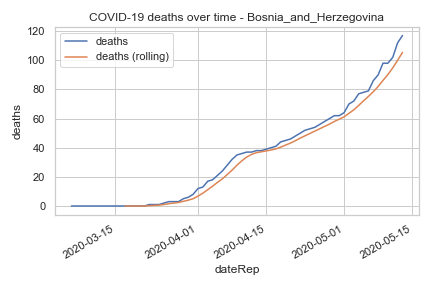 COVID-19 deaths over time - Bosnia_and_Herzegovina
deaths
deaths (rolling)
120
100
80
60
40
20
0
deaths
2020-03-15
2020-04-01
2020-04-15
2020-05-01
2020-05-15
dateRep